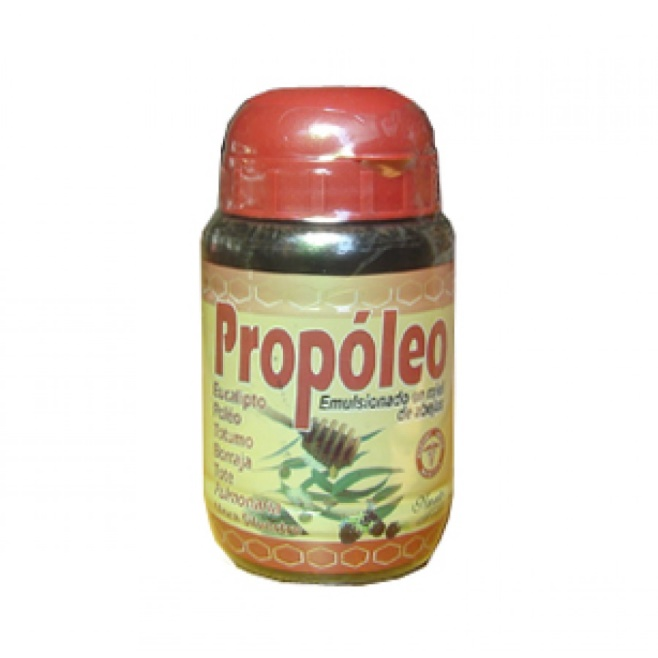 Propóleo
Emulsionado en miel
de abejas
Eucalipto
Poleo
Totumo
Borraja
Tote
Pulmonaria